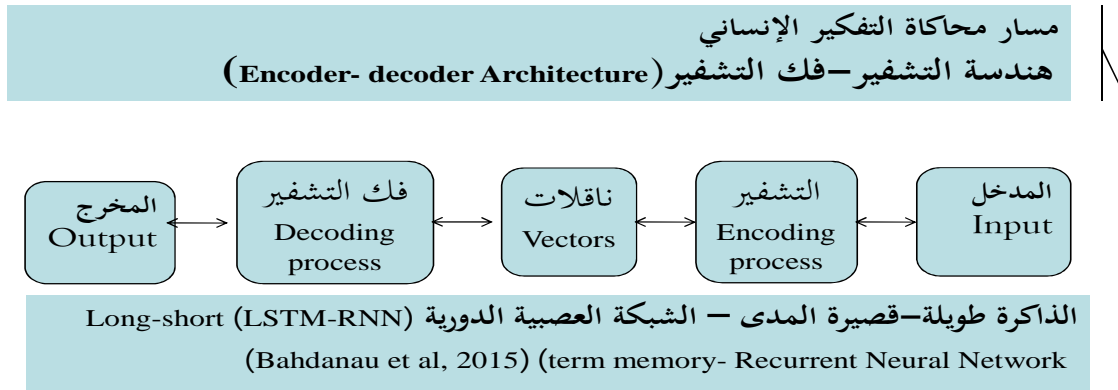 مسار محاكاة التفكير الإنساني
هندسة التشفير–فك التشفير(Encoder- decoder Architecture)
المدخل
Input
التشفير
Encoding
process
ناقلات
Vectors
فك التشفير
Decoding
process
المخرج
Output
الذاكرة طويلة–قصيرة المدى – الشبكة العصبية الدورية (LSTM-RNN) Long-short
(Bahdanau et al, 2015) (term memory- Recurrent Neural Network